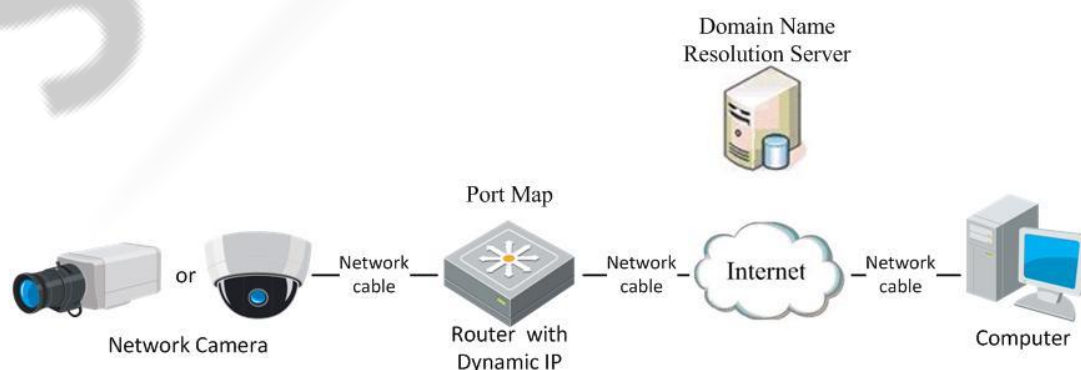 Domain Name
Resolution Server
Port Map
or
Network
cable
Network
cable
Internet
Network
cable
Network Camera
Router with
Dynamic IP
Computer